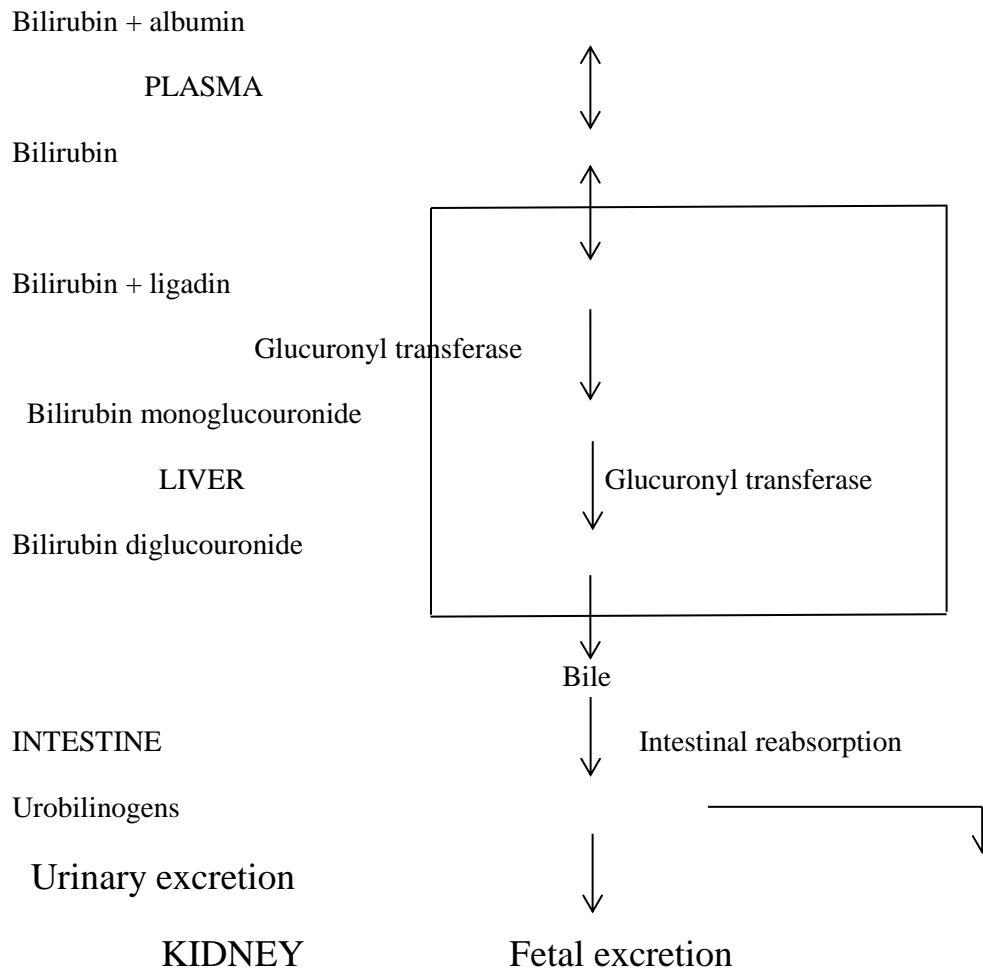 Bilirubin + albumin
PLASMA
Bilirubin
Bilirubin + ligadin
Glucuronyl transferase
Bilirubin monoglucouronide
LIVER Glucuronyl transferase
Bilirubin diglucouronide
Bile
INTESTINE Intestinal reabsorption
Urobilinogens
Urinary excretion
KIDNEY Fetal excretion